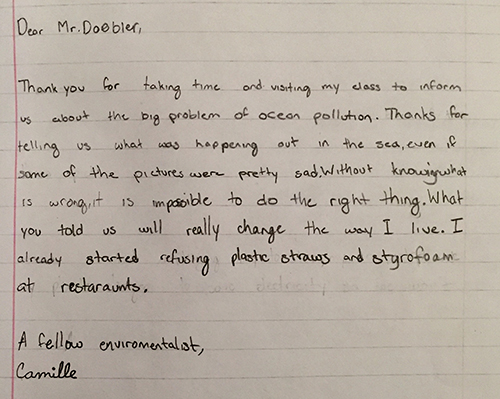 Dear Mr. Doebler,
Thank you for taking time and visiting my class to inform
us about the big problem of ocean pollution. Thanks for
telling us what was happening out in the sea, even if
some of the pictures were pretty sad. Without knowing what
is wrong, it is impossible to do the right thing. What
you told us will really change the way I live. I
already started refusing plastic straws and styrofoam
at restaraunts.
A fellow enviromentalist,
Camille